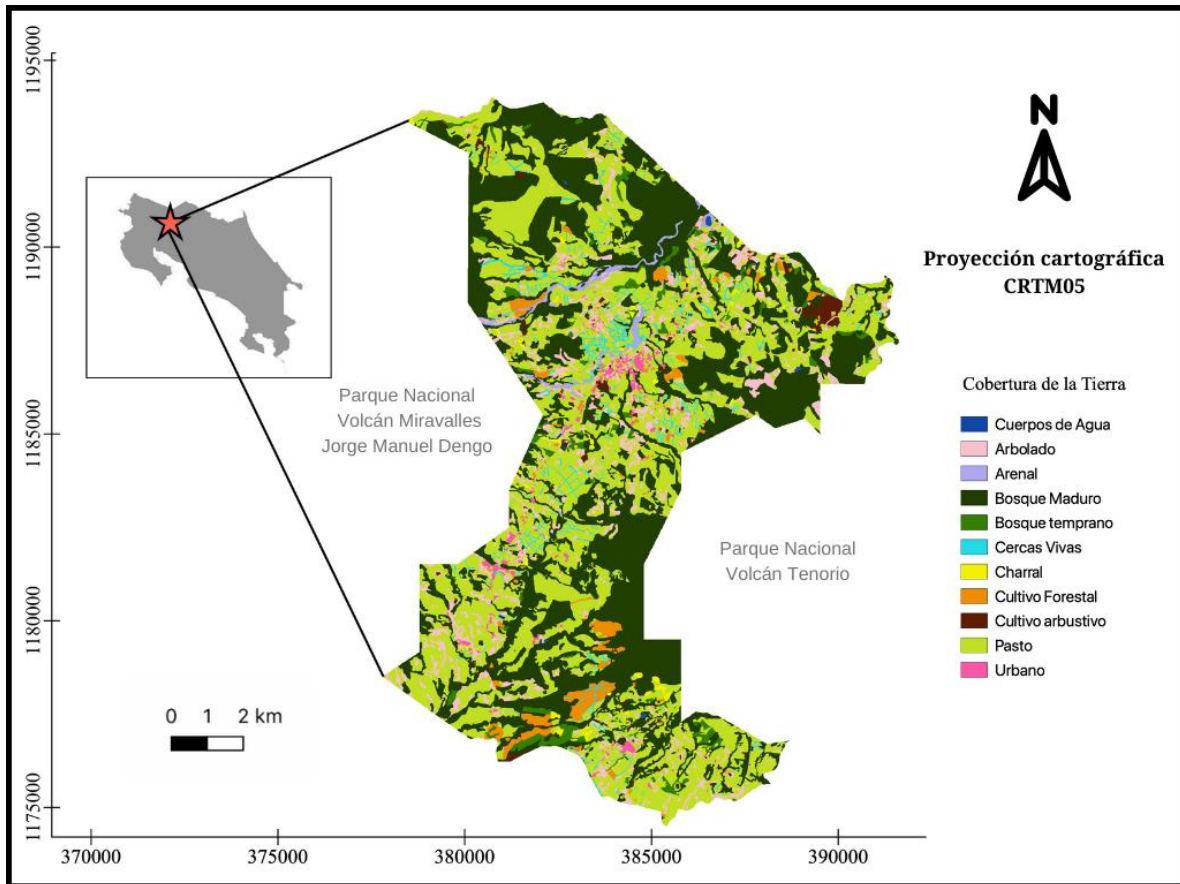 1195000
1190000
1185000
1180000
1175000
370000
375000
380000
385000
390000
Parque Nacional
Volcán Miravalles
Jorge Manuel Dengo
Parque Nacional
Volcán Tenorio
0 1 2 km
N
Proyección cartográfica
CRTM05
Cobertura de la Tierra
Cuerpos de Agua
Arbolado
Arenal
Bosque Maduro
Bosque temprano
Cercas Vivas
Charral
Cultivo Forestal
Cultivo arbustivo
Pasto
Urbano